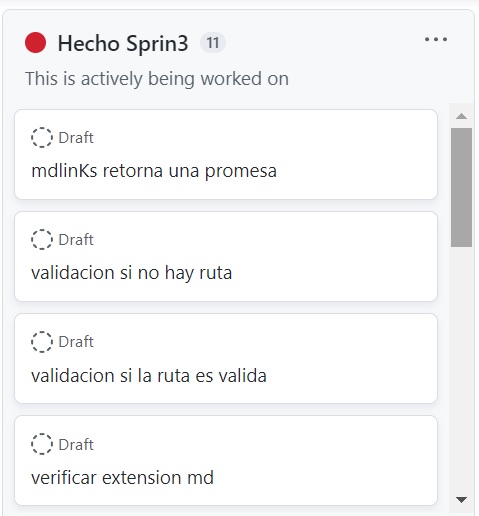 Hecho Sprin3 11
This is actively being worked on
Draft
mdlinKs retorna una promesa
Draft
validacion si no hay ruta
Draft
validacion si la ruta es valida
Draft
verificar extension md